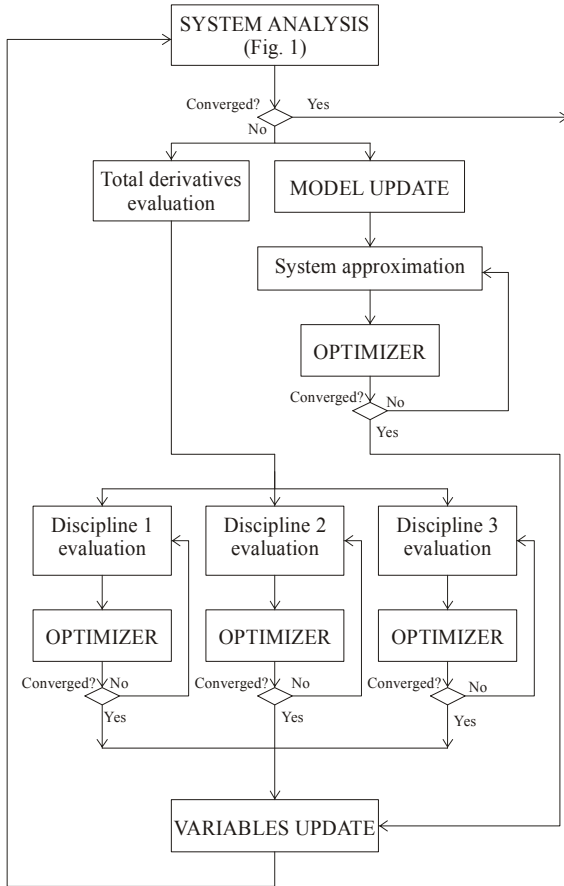 SYSTEM ANALYSIS
(Fig. 1)
Converged?
Yes
No
Total derivatives
evaluation
MODEL UPDATE
System approximation
OPTIMIZER
Converged?
No
Yes
Discipline 1
evaluation
Discipline 2
evaluation
Discipline 3
evaluation
OPTIMIZER
OPTIMIZER
OPTIMIZER
Converged?
No
Converged?
No
Converged?
No
Yes
Yes
Yes
VARIABLES UPDATE